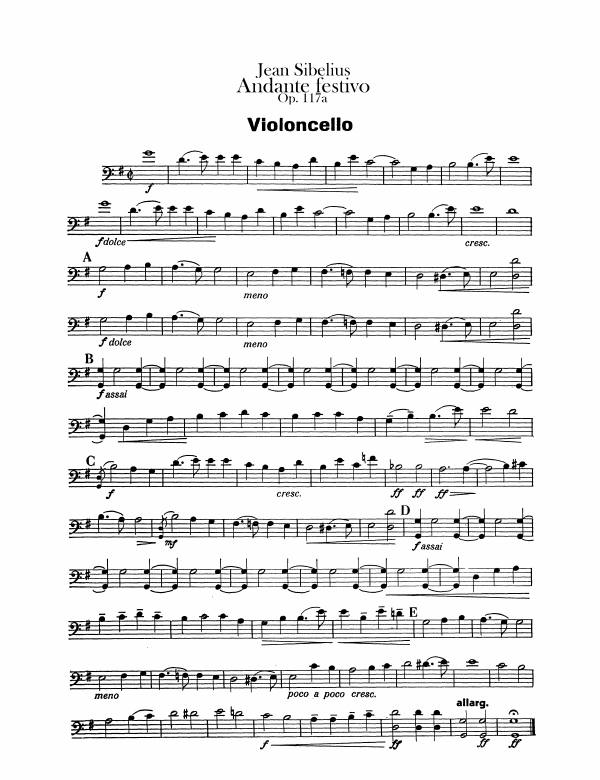 Jean Sibelius
Andante festivo
Op. 117a
Violoncello
f
f dolce cresc.
A
f meno
f dolce meno
B
f assai
C
f cresc. ff ff ff
D
mf f assai
E
meno poco a poco cresc.
allarg.
f ff ff